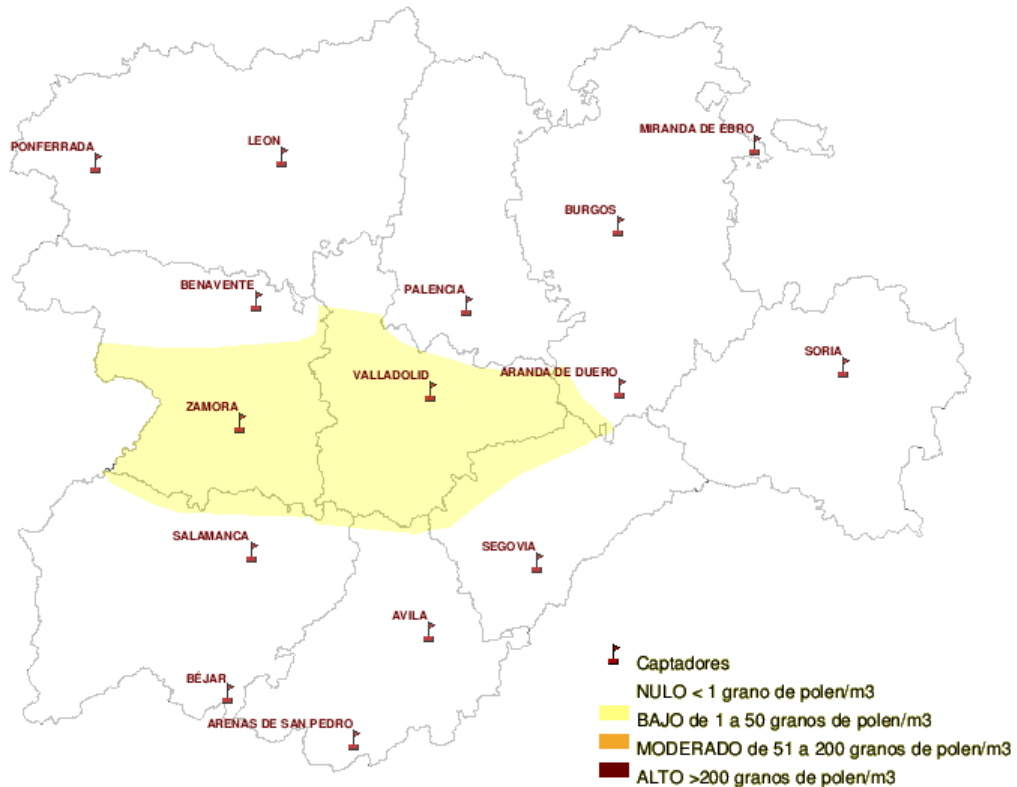 MIRANDA DE EBRO
PONFERRADA
LEON
BURGOS
BENAVENTE
PALENCIA
SORIA
VALLADOLID
ARANDA DE DUERO
ZAMORA
SALAMANCA
SEGOVIA
AVILA
BÉJAR
ARENAS DE SAN PEDRO
Captadores
NULO < 1 grano de polen/m3
BAJO de 1 a 50 granos de polen/m3
MODERADO de 51 a 200 granos de polen/m3
ALTO >200 granos de polen/m3